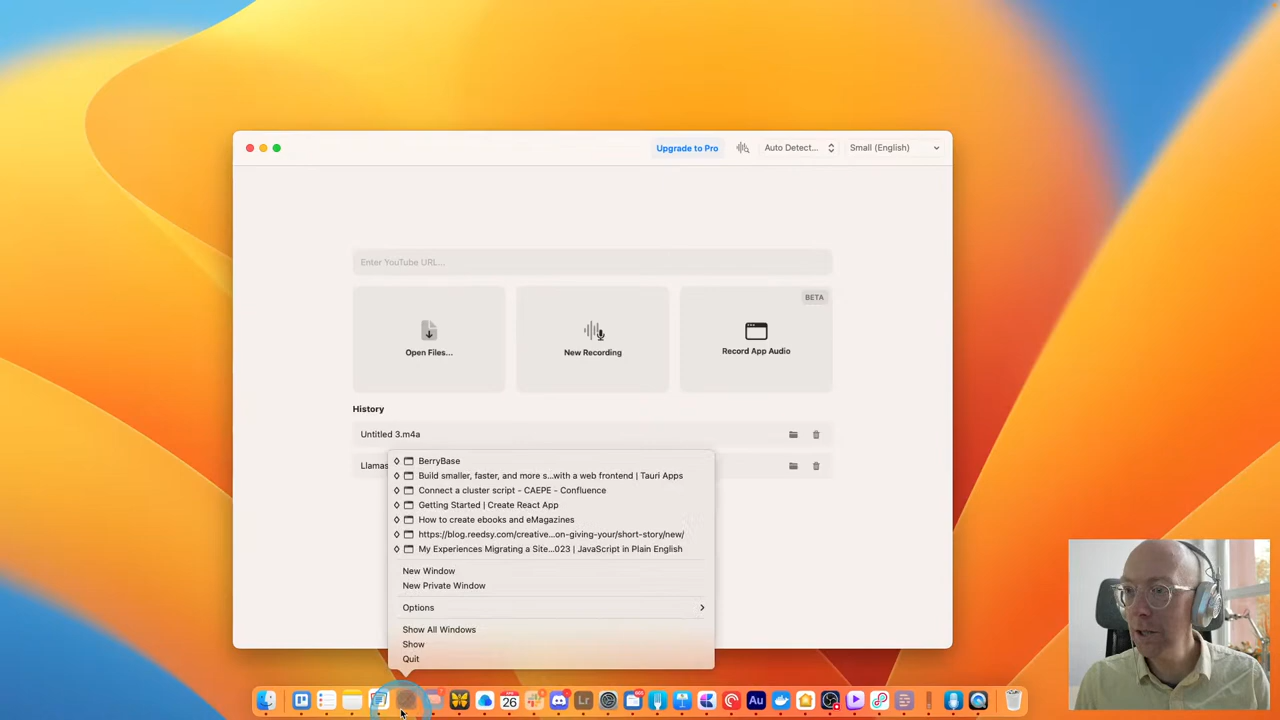 Upgrade to Pro
Auto Detect...
Small (English)
Enter YouTube URL...
BETA
Open Files...
New Recording
Record App Audio
History
Untitled 3.m4a
Llamas
BerryBase
Build smaller, faster, and more s...with a web frontend | Tauri Apps
Connect a cluster script - CAEPE - Confluence
Getting Started | Create React App
How to create ebooks and eMagazines
https://blog.reedsy.com/creative...on-giving-your/short-story/new/
My Experiences Migrating a Site...023 | JavaScript in Plain English
New Window
New Private Window
Options
Show All Windows
Show
Quit
JUN
26
Lr
Au